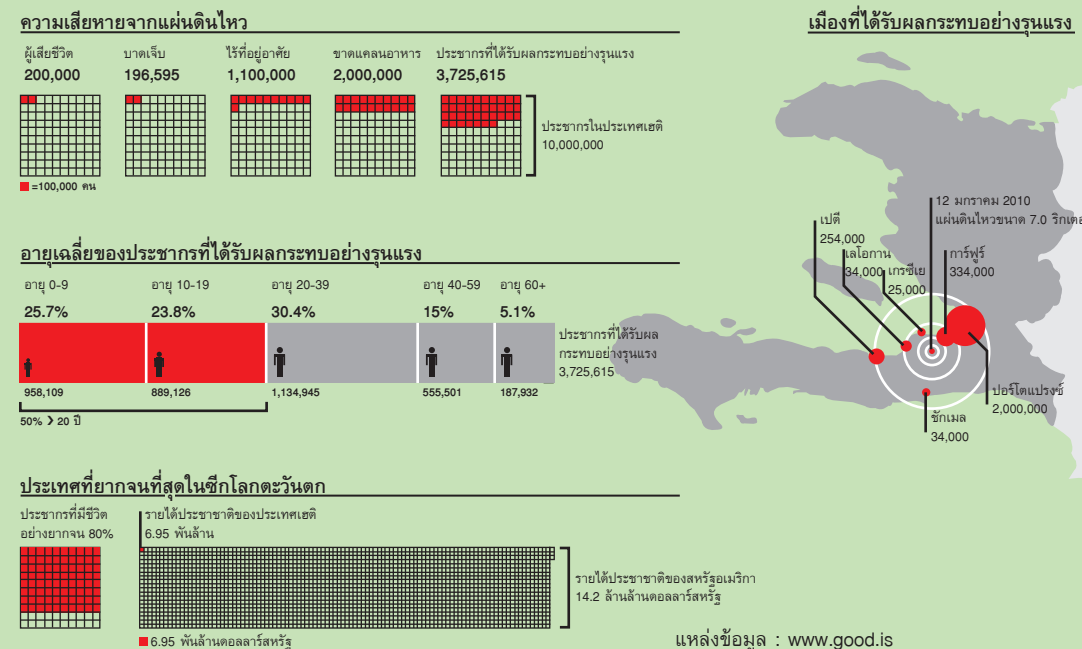 ความเสียหายจากแผ่นดินไหว
ผู้เสียชีวิต
200,000
บาดเจ็บ
196,595
ไร้ที่อยู่อาศัย
1,100,000
ขาดแคลนอาหาร
2,000,000
ประชากรที่ได้รับผลกระทบอย่างรุนแรง
3,725,615
ประชากรในประเทศเฮติ
10,000,000
=100,000 คน
อายุเฉลี่ยของประชากรที่ได้รับผลกระทบอย่างรุนแรง
อายุ 0-9
25.7%
อายุ 10-19
23.8%
อายุ 20-39
30.4%
อายุ 40-59
15%
อายุ 60+
5.1%
958,109
889,126
1,134,945
555,501
187,932
ประชากรที่ได้รับผล
กระทบอย่างรุนแรง
3,725,615
50% > 20 ปี
ประเทศที่ยากจนที่สุดในซีกโลกตะวันตก
ประชากรที่มีชีวิต
อย่างยากจน 80%
รายได้ประชาชาติของประเทศเฮติ
6.95 พันล้าน
รายได้ประชาชาติของสหรัฐอเมริกา
14.2 ล้านล้านดอลลาร์สหรัฐ
6.95 พันล้านดอลลาร์สหรัฐ
เมืองที่ได้รับผลกระทบอย่างรุนแรง
12 มกราคม 2010
แผ่นดินไหวขนาด 7.0 ริกเตอ
เปตี
254,000
เลโอกาน
34,000
เกรซีเย
25,000
การ์ฟูร์
334,000
ปอร์โตแปรงซ์
2,000,000
ชักเมล
34,000
แหล่งข้อมูล : www.good.is